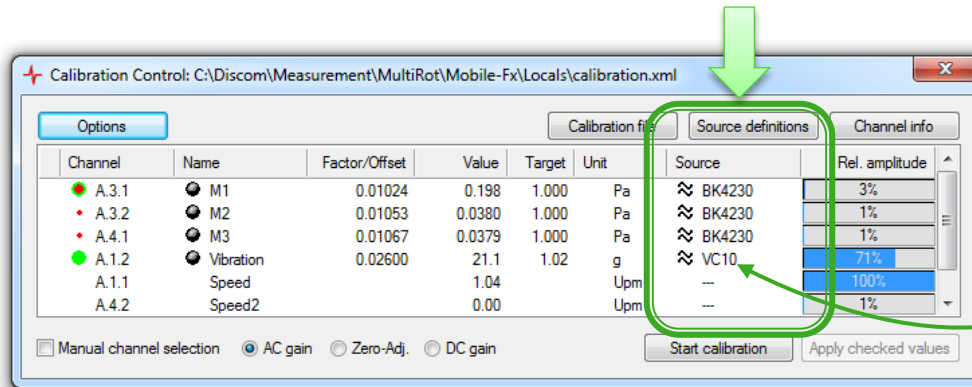 Calibration Control: C:\Discom\Measurement\MultiRot\Mobile-Fx\Locals\calibration.xml
Options Calibration file Source definitions Channel info
Channel Name Factor/Offset Value Target Unit Source Rel. amplitude
A.3.1 M1 0.01024 0.198 1.000 Pa BK4230 3%
A.3.2 M2 0.01053 0.0380 1.000 Pa BK4230 1%
A.4.1 M3 0.01067 0.0379 1.000 Pa BK4230 1%
A.1.2 Vibration 0.02600 21.1 1.02 g VC10 71%
A.1.1 Speed 1.04 Upm --- 100%
A.4.2 Speed2 0.00 Upm --- 1%
Manual channel selection AC gain Zero-Adj. DC gain Start calibration Apply checked values